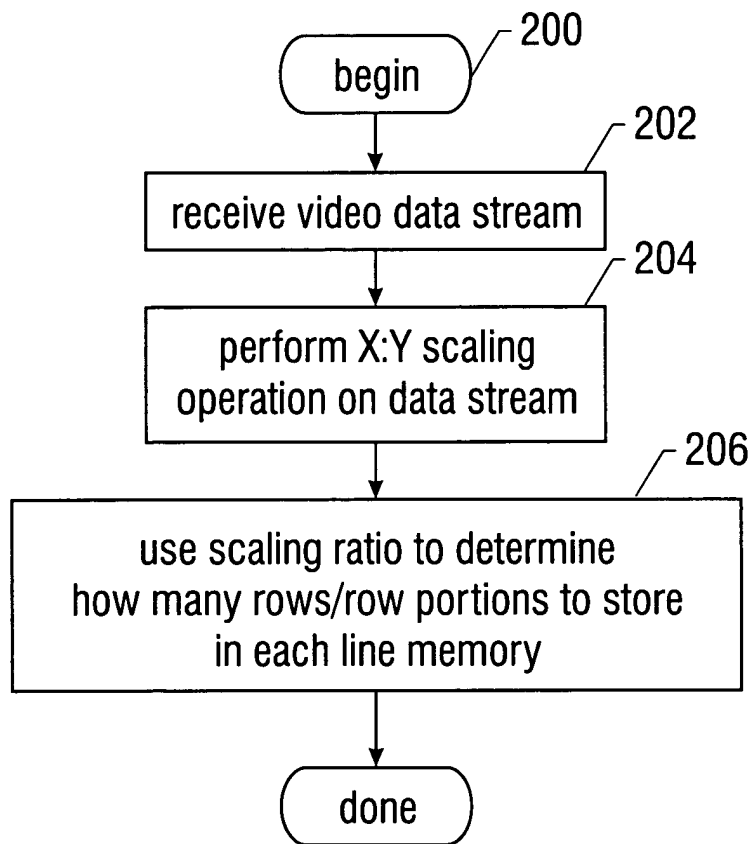 200
begin
202
receive video data stream
204
perform X:Y scaling
operation on data stream
206
use scaling ratio to determine
how many rows/row portions to store
in each line memory
done